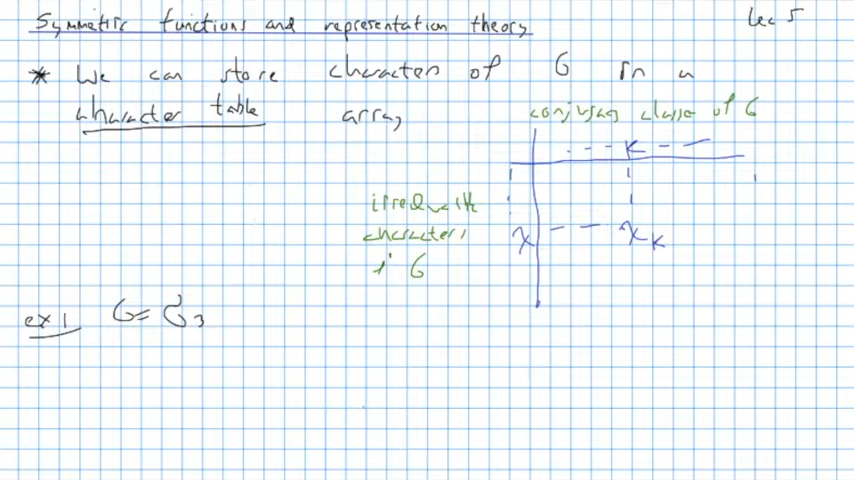 Symmetric functions and representation theory
Lec 5
* We can store characters of G in a
character table array
conjugacy classes of G
- - K - -
irreducible
characters
of G
χ - - χ_K
ex 1 G = 𝔖_3